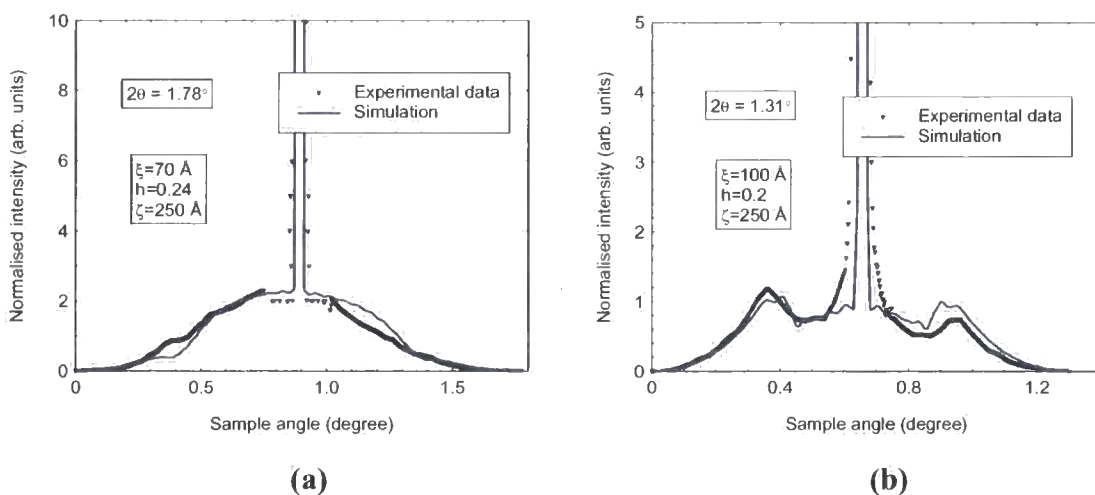 10
8
6
4
2
0
Normalised intensity (arb. units)
2θ = 1.78°
Experimental data
Simulation
ξ=70 Å
h=0.24
ζ=250 Å
0.0
0.5
1.0
1.5
Sample angle (degree)
(a)
5
4
3
2
1
0
Normalised intensity (arb. units)
2θ = 1.31°
Experimental data
Simulation
ξ=100 Å
h=0.2
ζ=250 Å
0
0.4
0.8
1.2
Sample angle (degree)
(b)